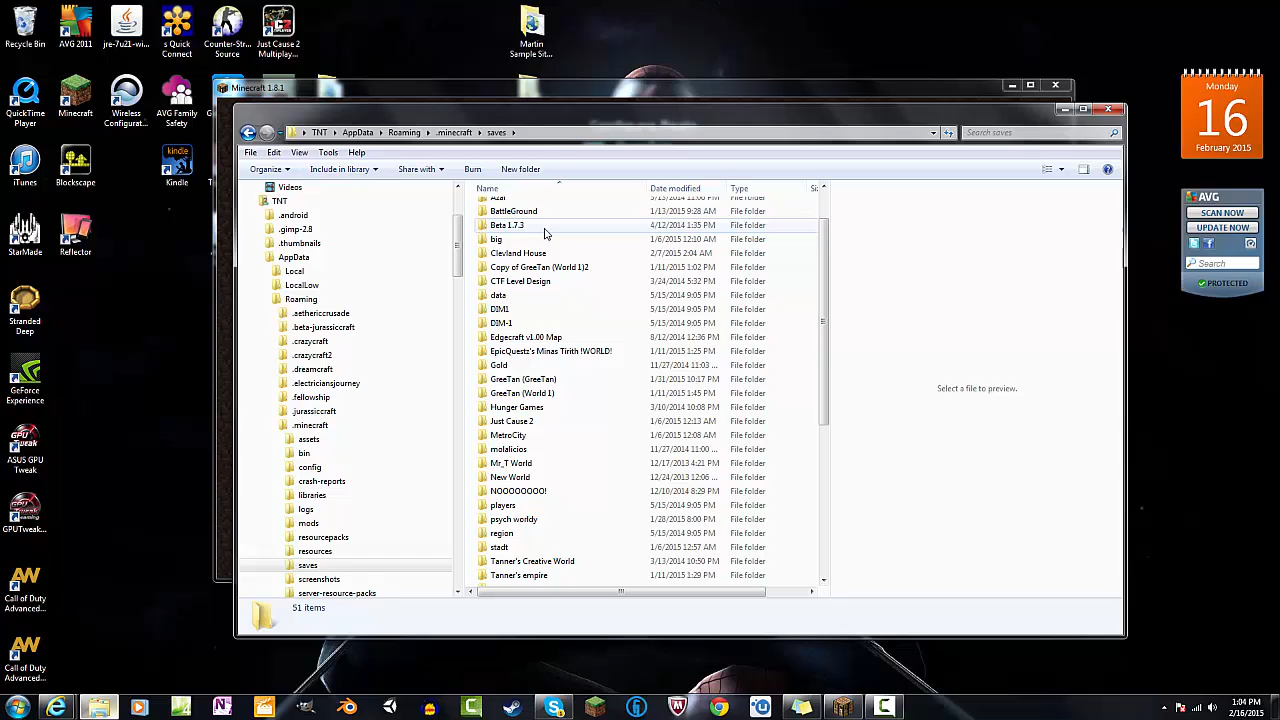 Recycle Bin
AVG 2011
jre-7u21-wi...
s Quick
Connect
Counter-Str...
Source
Just Cause 2
Multiplay...
Martin
Sample Sit...
QuickTime
Player
Minecraft
Wireless
Configurat...
AVG Family
Safety
iTunes
Blockscape
Kindle
StarMade
Reflector
Stranded
Deep
GeForce
Experience
ASUS GPU
Tweak
GPUTweak...
Call of Duty
Advanced...
Call of Duty
Advanced...
Minecraft 1.8.1
TNT AppData Roaming .minecraft saves
Search saves
File Edit View Tools Help
Organize Include in library Share with Burn New folder
Videos
TNT
.android
.gimp-2.8
.thumbnails
AppData
Local
LocalLow
Roaming
.aethericcrusade
.beta-jurassiccraft
.crazycraft
.crazycraft2
.dreamcraft
.electriciansjourney
.fellowship
.jurassiccraft
.minecraft
assets
bin
config
crash-reports
libraries
logs
mods
resourcepacks
resources
saves
screenshots
server-resource-packs
Name Date modified Type
BattleGround 1/13/2015 9:28 AM File folder
Beta 1.7.3 4/12/2014 1:35 PM File folder
big 1/6/2015 12:10 AM File folder
Clevland House 2/7/2015 2:04 AM File folder
Copy of GreeTan (World 1)2 1/11/2015 1:02 PM File folder
CTF Level Design 3/24/2014 5:32 PM File folder
data 5/15/2014 9:05 PM File folder
DIM1 5/15/2014 9:05 PM File folder
DIM-1 5/15/2014 9:05 PM File folder
Edgecraft v1.00 Map 8/12/2014 12:36 PM File folder
EpicQuestz's Minas Tirith !WORLD! 1/11/2015 1:25 PM File folder
Gold 11/27/2014 11:03 ... File folder
GreeTan (GreeTan) 1/31/2015 10:17 PM File folder
GreeTan (World 1) 1/11/2015 1:45 PM File folder
Hunger Games 3/10/2014 10:08 PM File folder
Just Cause 2 1/6/2015 12:13 AM File folder
MetroCity 1/6/2015 12:08 AM File folder
molalicios 11/27/2014 11:00 ... File folder
Mr_T World 12/17/2013 4:21 PM File folder
New World 12/24/2013 12:06 PM File folder
NOOOOOOOO! 12/10/2014 8:29 PM File folder
players 5/15/2014 9:05 PM File folder
psych worldy 1/28/2015 8:00 PM File folder
region 5/15/2014 9:05 PM File folder
stadt 1/6/2015 12:57 AM File folder
Tanner's Creative World 3/13/2014 10:50 PM File folder
Tanner's empire 1/11/2015 1:29 PM File folder
Select a file to preview.
51 items
Monday
16
February 2015
AVG
SCAN NOW
UPDATE NOW
Search
PROTECTED
1:04 PM
2/16/2015